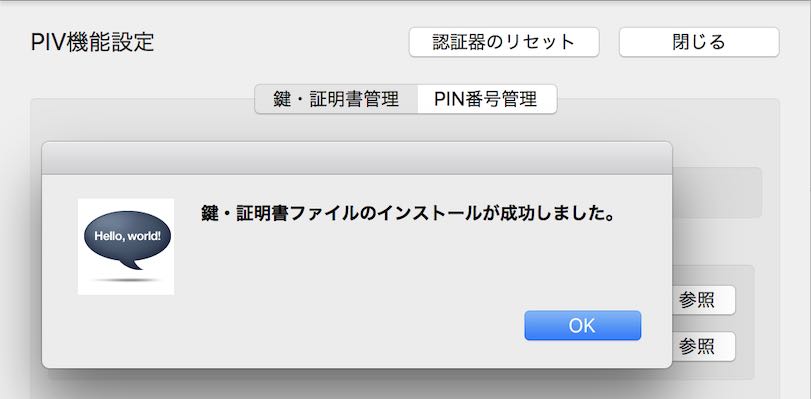 PIV機能設定
認証器のリセット
閉じる
鍵・証明書管理
PIN番号管理
Hello, world!
鍵・証明書ファイルのインストールが成功しました。
参照
OK
参照